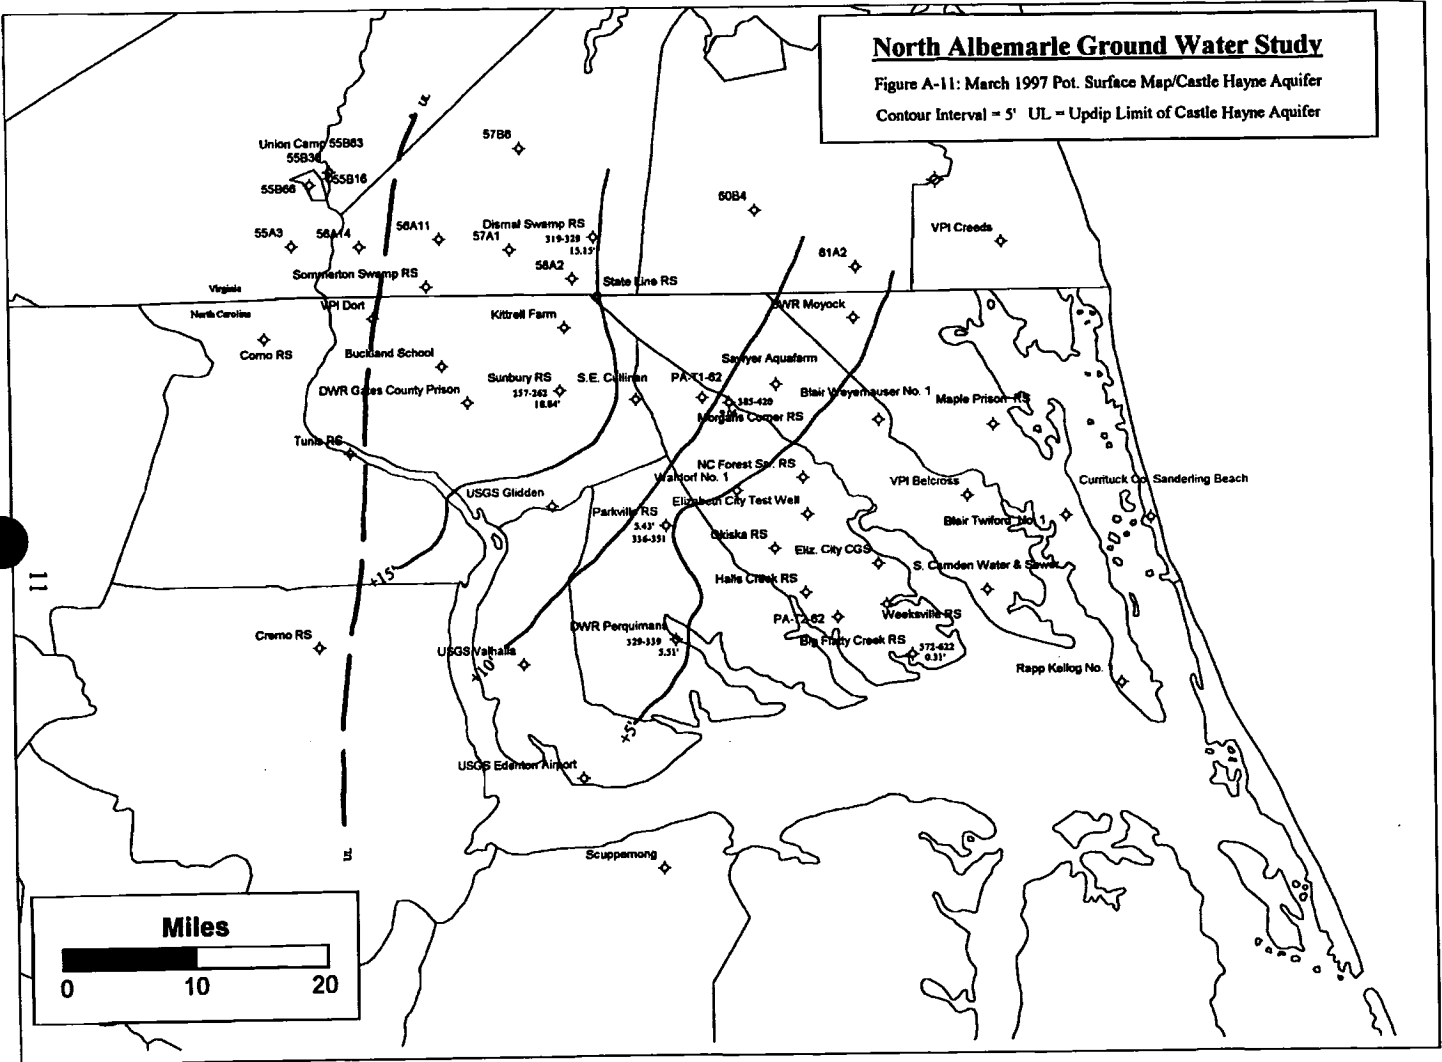 North Albemarle Ground Water Study
Figure A-11: March 1997 Pot. Surface Map/Castle Hayne Aquifer
Contour Interval = 5' UL = Updip Limit of Castle Hayne Aquifer
UL
57B6
Union Camp 55B63
55B36
55B16
55B66
60B4
55A3
56A14
56A11
57A1
Dismal Swamp RS
319-329
15.15'
VPI Creeds
58A2
61A2
Sommerton Swamp RS
State Line RS
Virginia
North Carolina
VPI Dort
Kittrell Farm
DWR Moyock
Como RS
Buckland School
Sawyer Aquafarm
DWR Gates County Prison
Sunbury RS
257-262
18.84'
S.E. Cullinan
PA-T1-62
385-420
Morgans Corner RS
Blair Weyerhauser No. 1
Maple Prison RS
Tunis RS
NC Forest Ser. RS
Waldorf No. 1
VPI Belcross
Currituck Co. Sanderling Beach
USGS Glidden
Elizabeth City Test Well
Parkville RS
5.43'
336-351
Blair Twiford No. 1
Okiska RS
Eliz. City CGS
S. Camden Water & Sewer
+15'
Halls Creek RS
11
PA-T2-62
Weeksville RS
Cremo RS
DWR Perquimans
329-339
5.51'
Big Flatty Creek RS
572-622
0.31'
USGS Valhalla
+10'
Rapp Kellog No.
+5'
USGS Edenton Airport
UL
Scuppernong
Miles
0 10 20